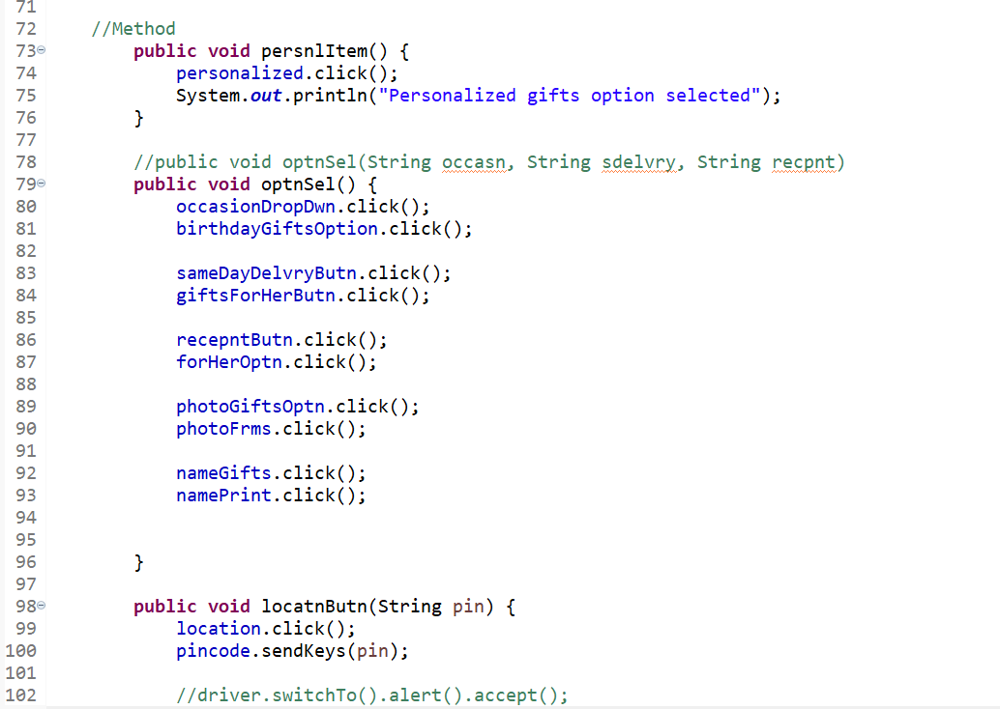 71
72 //Method
73 public void persnlItem() {
74 personalized.click();
75 System.out.println("Personalized gifts option selected");
76 }
77
78 //public void optnSel(String occasn, String sdelvry, String recpnt)
79 public void optnSel() {
80 occasionDropDwn.click();
81 birthdayGiftsOption.click();
82
83 sameDayDelvryButn.click();
84 giftsForHerButn.click();
85
86 recepntButn.click();
87 forHerOptn.click();
88
89 photoGiftsOptn.click();
90 photoFrms.click();
91
92 nameGifts.click();
93 namePrint.click();
94
95
96 }
97
98 public void locatnButn(String pin) {
99 location.click();
100 pincode.sendKeys(pin);
101
102 //driver.switchTo().alert().accept();